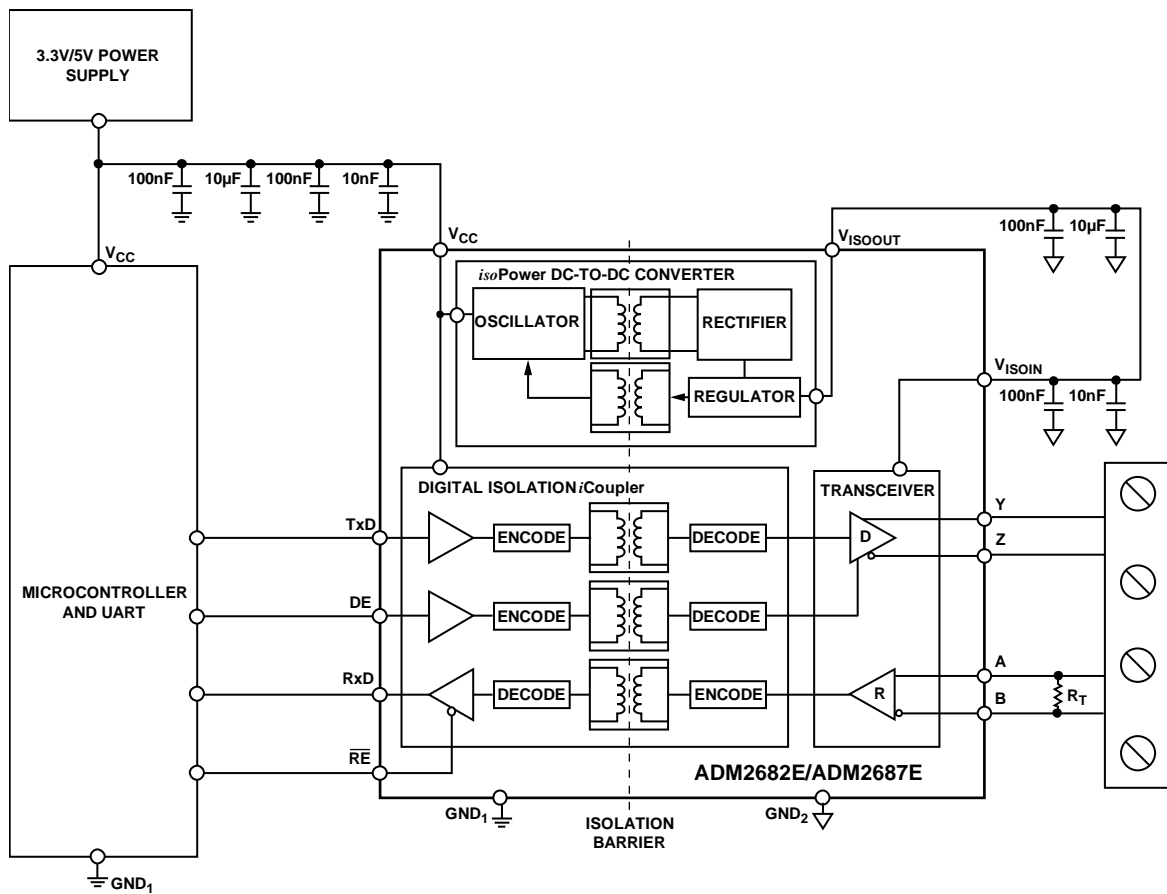 3.3V/5V POWER
SUPPLY
100nF
10µF
100nF
10nF
VCC
VCC
VISOOUT
100nF
10µF
isoPower DC-TO-DC CONVERTER
OSCILLATOR
RECTIFIER
REGULATOR
VISOIN
100nF
10nF
DIGITAL ISOLATION iCoupler
TRANSCEIVER
TxD
ENCODE
DECODE
D
Y
Z
MICROCONTROLLER
AND UART
DE
ENCODE
DECODE
RxD
DECODE
ENCODE
R
A
B
RT
RE
ADM2682E/ADM2687E
GND1
ISOLATION
BARRIER
GND2
GND1